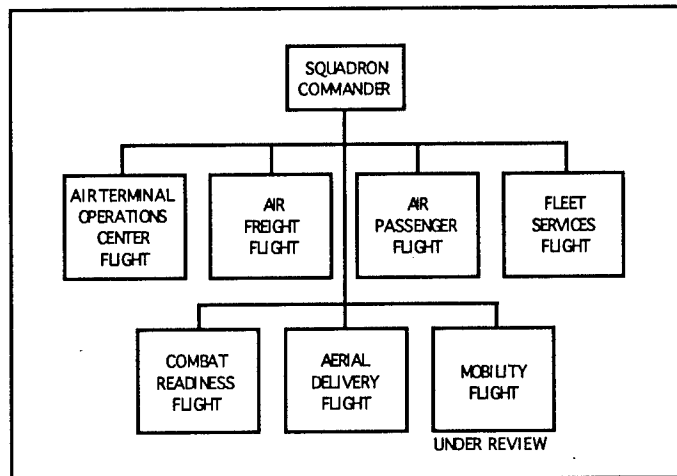 SQUADRON
COMMANDER
AIR TERMINAL
OPERATIONS
CENTER
FLIGHT
AIR
FREIGHT
FLIGHT
AIR
PASSENGER
FLIGHT
FLEET
SERVICES
FLIGHT
COMBAT
READINESS
FLIGHT
AERIAL
DELIVERY
FLIGHT
MOBILITY
FLIGHT
UNDER REVIEW